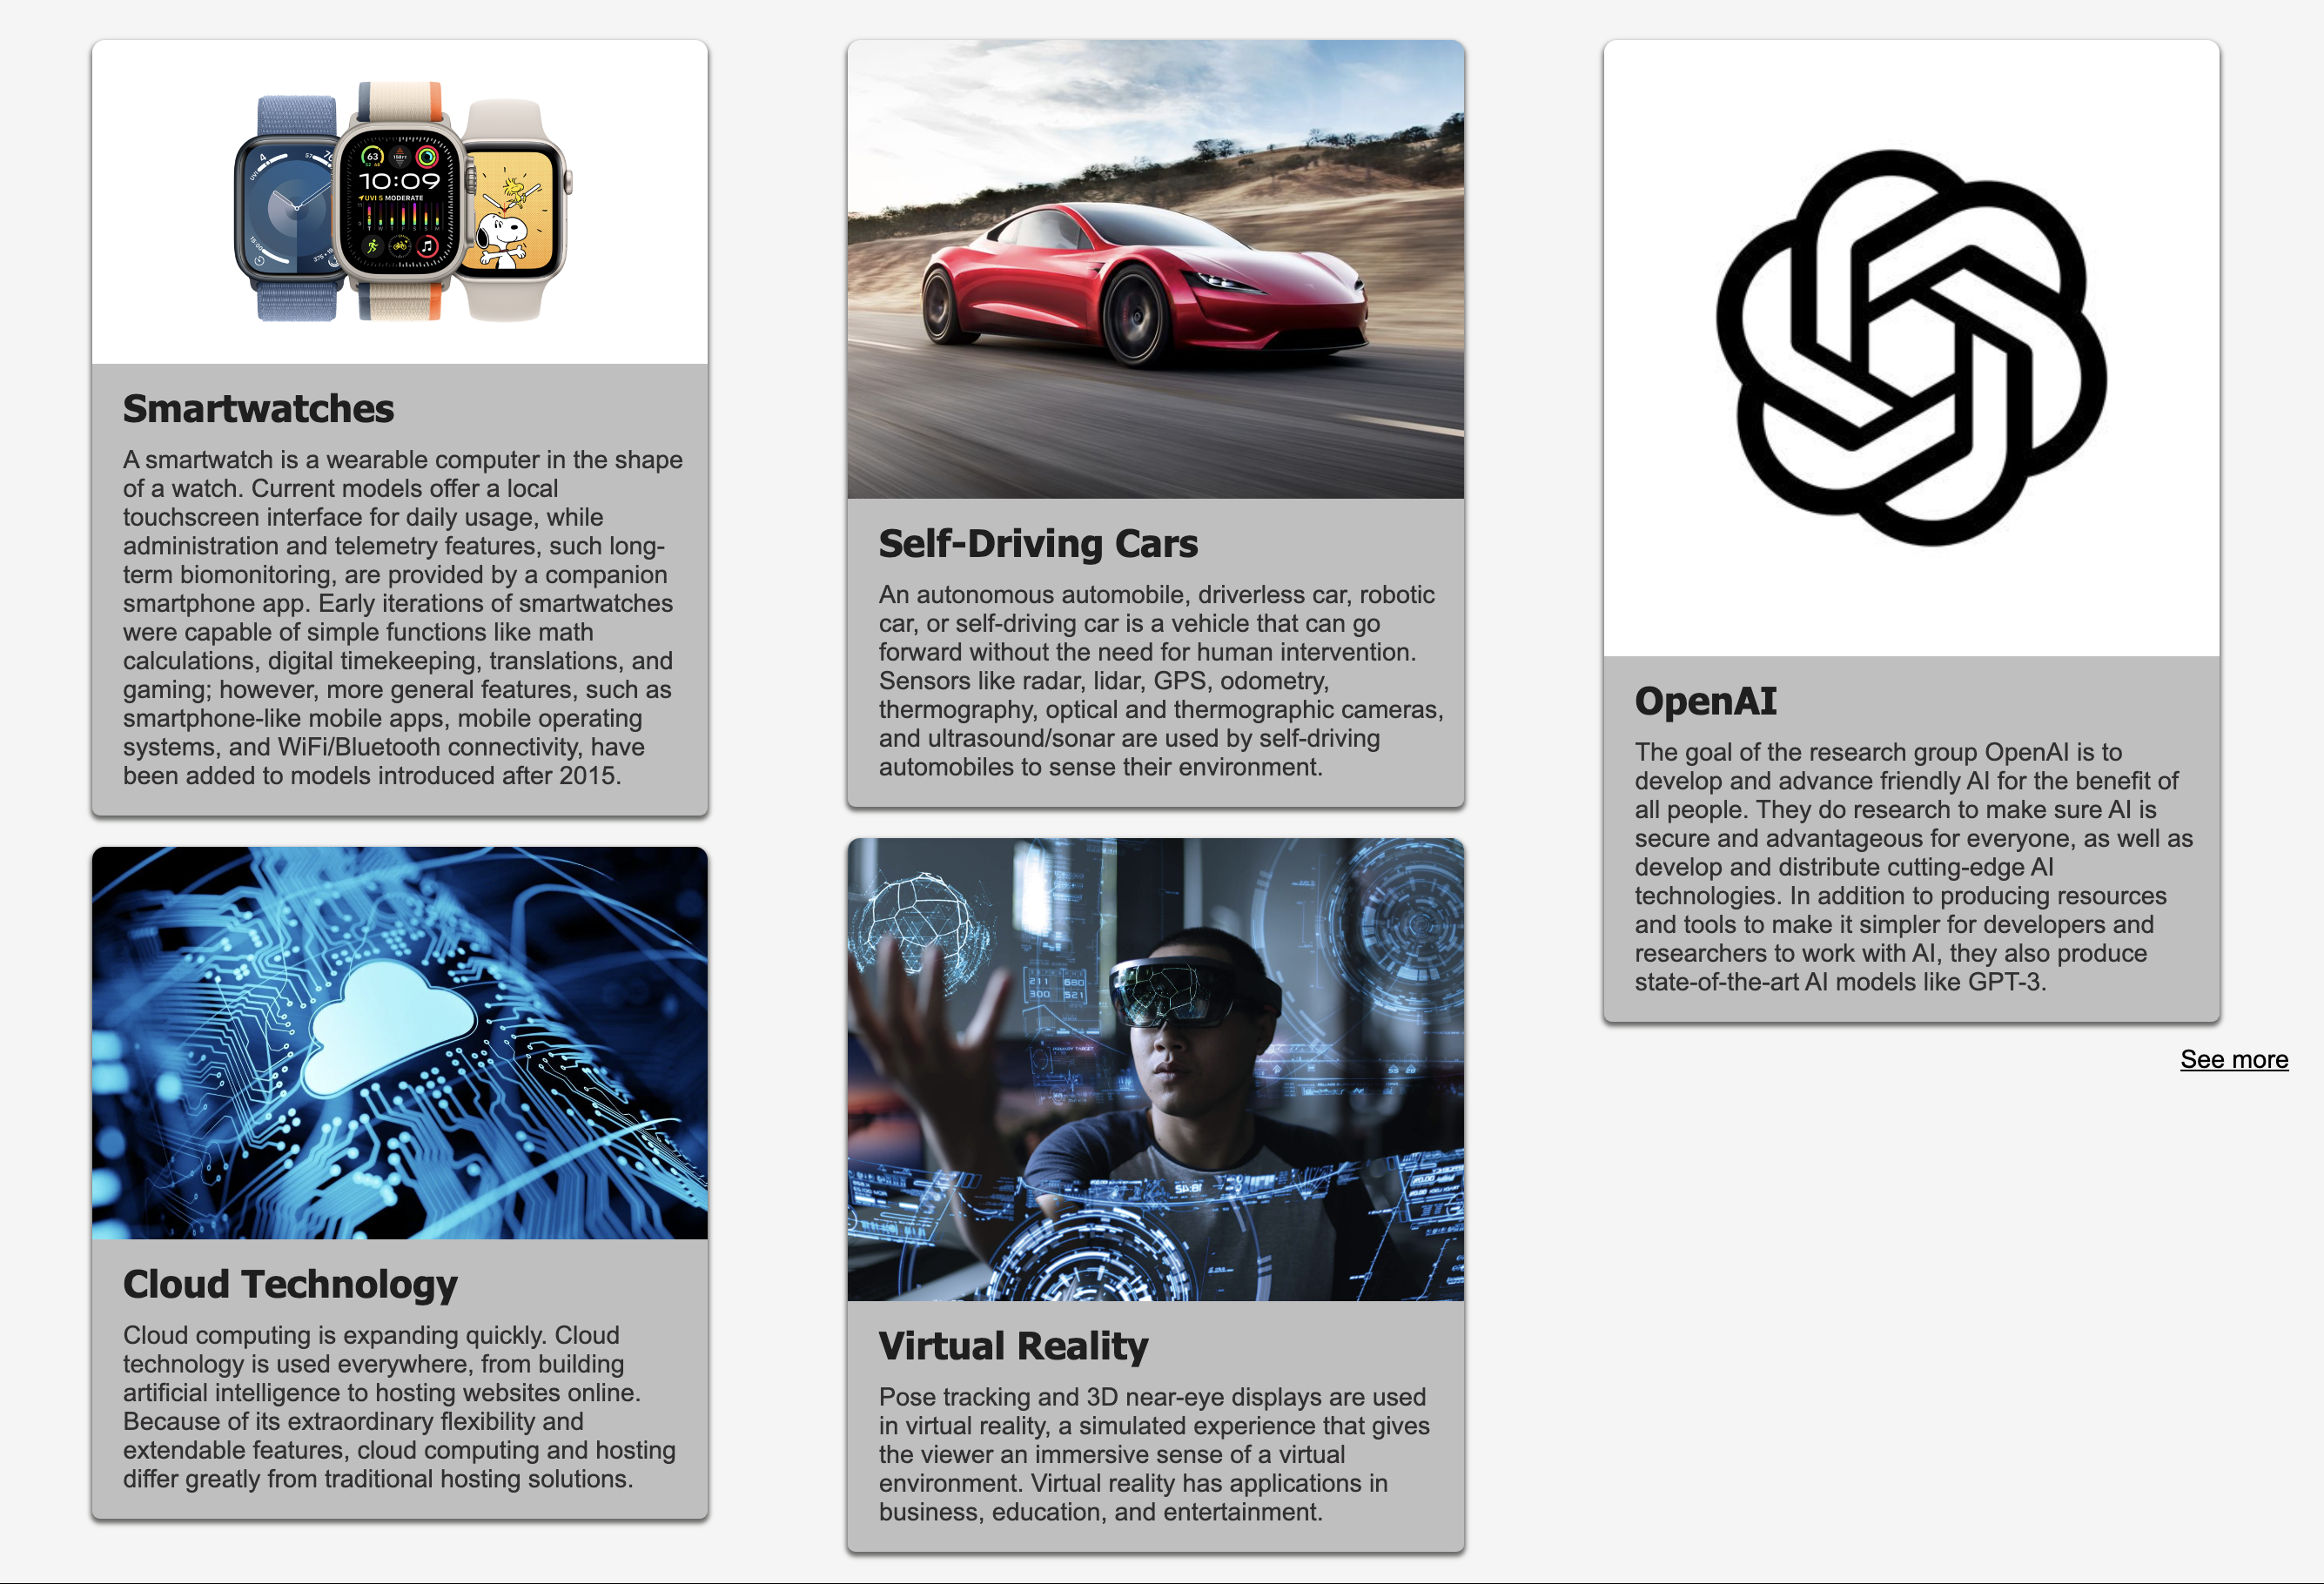 4
57
UVI
63
52 68
158FT
10:09
UVI 5 MODERATE
Smartwatches
A smartwatch is a wearable computer in the shape
of a watch. Current models offer a local
touchscreen interface for daily usage, while
administration and telemetry features, such long-
term biomonitoring, are provided by a companion
smartphone app. Early iterations of smartwatches
were capable of simple functions like math
calculations, digital timekeeping, translations, and
gaming; however, more general features, such as
smartphone-like mobile apps, mobile operating
systems, and WiFi/Bluetooth connectivity, have
been added to models introduced after 2015.
Cloud Technology
Cloud computing is expanding quickly. Cloud
technology is used everywhere, from building
artificial intelligence to hosting websites online.
Because of its extraordinary flexibility and
extendable features, cloud computing and hosting
differ greatly from traditional hosting solutions.
Self-Driving Cars
An autonomous automobile, driverless car, robotic
car, or self-driving car is a vehicle that can go
forward without the need for human intervention.
Sensors like radar, lidar, GPS, odometry,
thermography, optical and thermographic cameras,
and ultrasound/sonar are used by self-driving
automobiles to sense their environment.
211 680
300 521
Virtual Reality
Pose tracking and 3D near-eye displays are used
in virtual reality, a simulated experience that gives
the viewer an immersive sense of a virtual
environment. Virtual reality has applications in
business, education, and entertainment.
OpenAI
The goal of the research group OpenAI is to
develop and advance friendly AI for the benefit of
all people. They do research to make sure AI is
secure and advantageous for everyone, as well as
develop and distribute cutting-edge AI
technologies. In addition to producing resources
and tools to make it simpler for developers and
researchers to work with AI, they also produce
state-of-the-art AI models like GPT-3.
See more